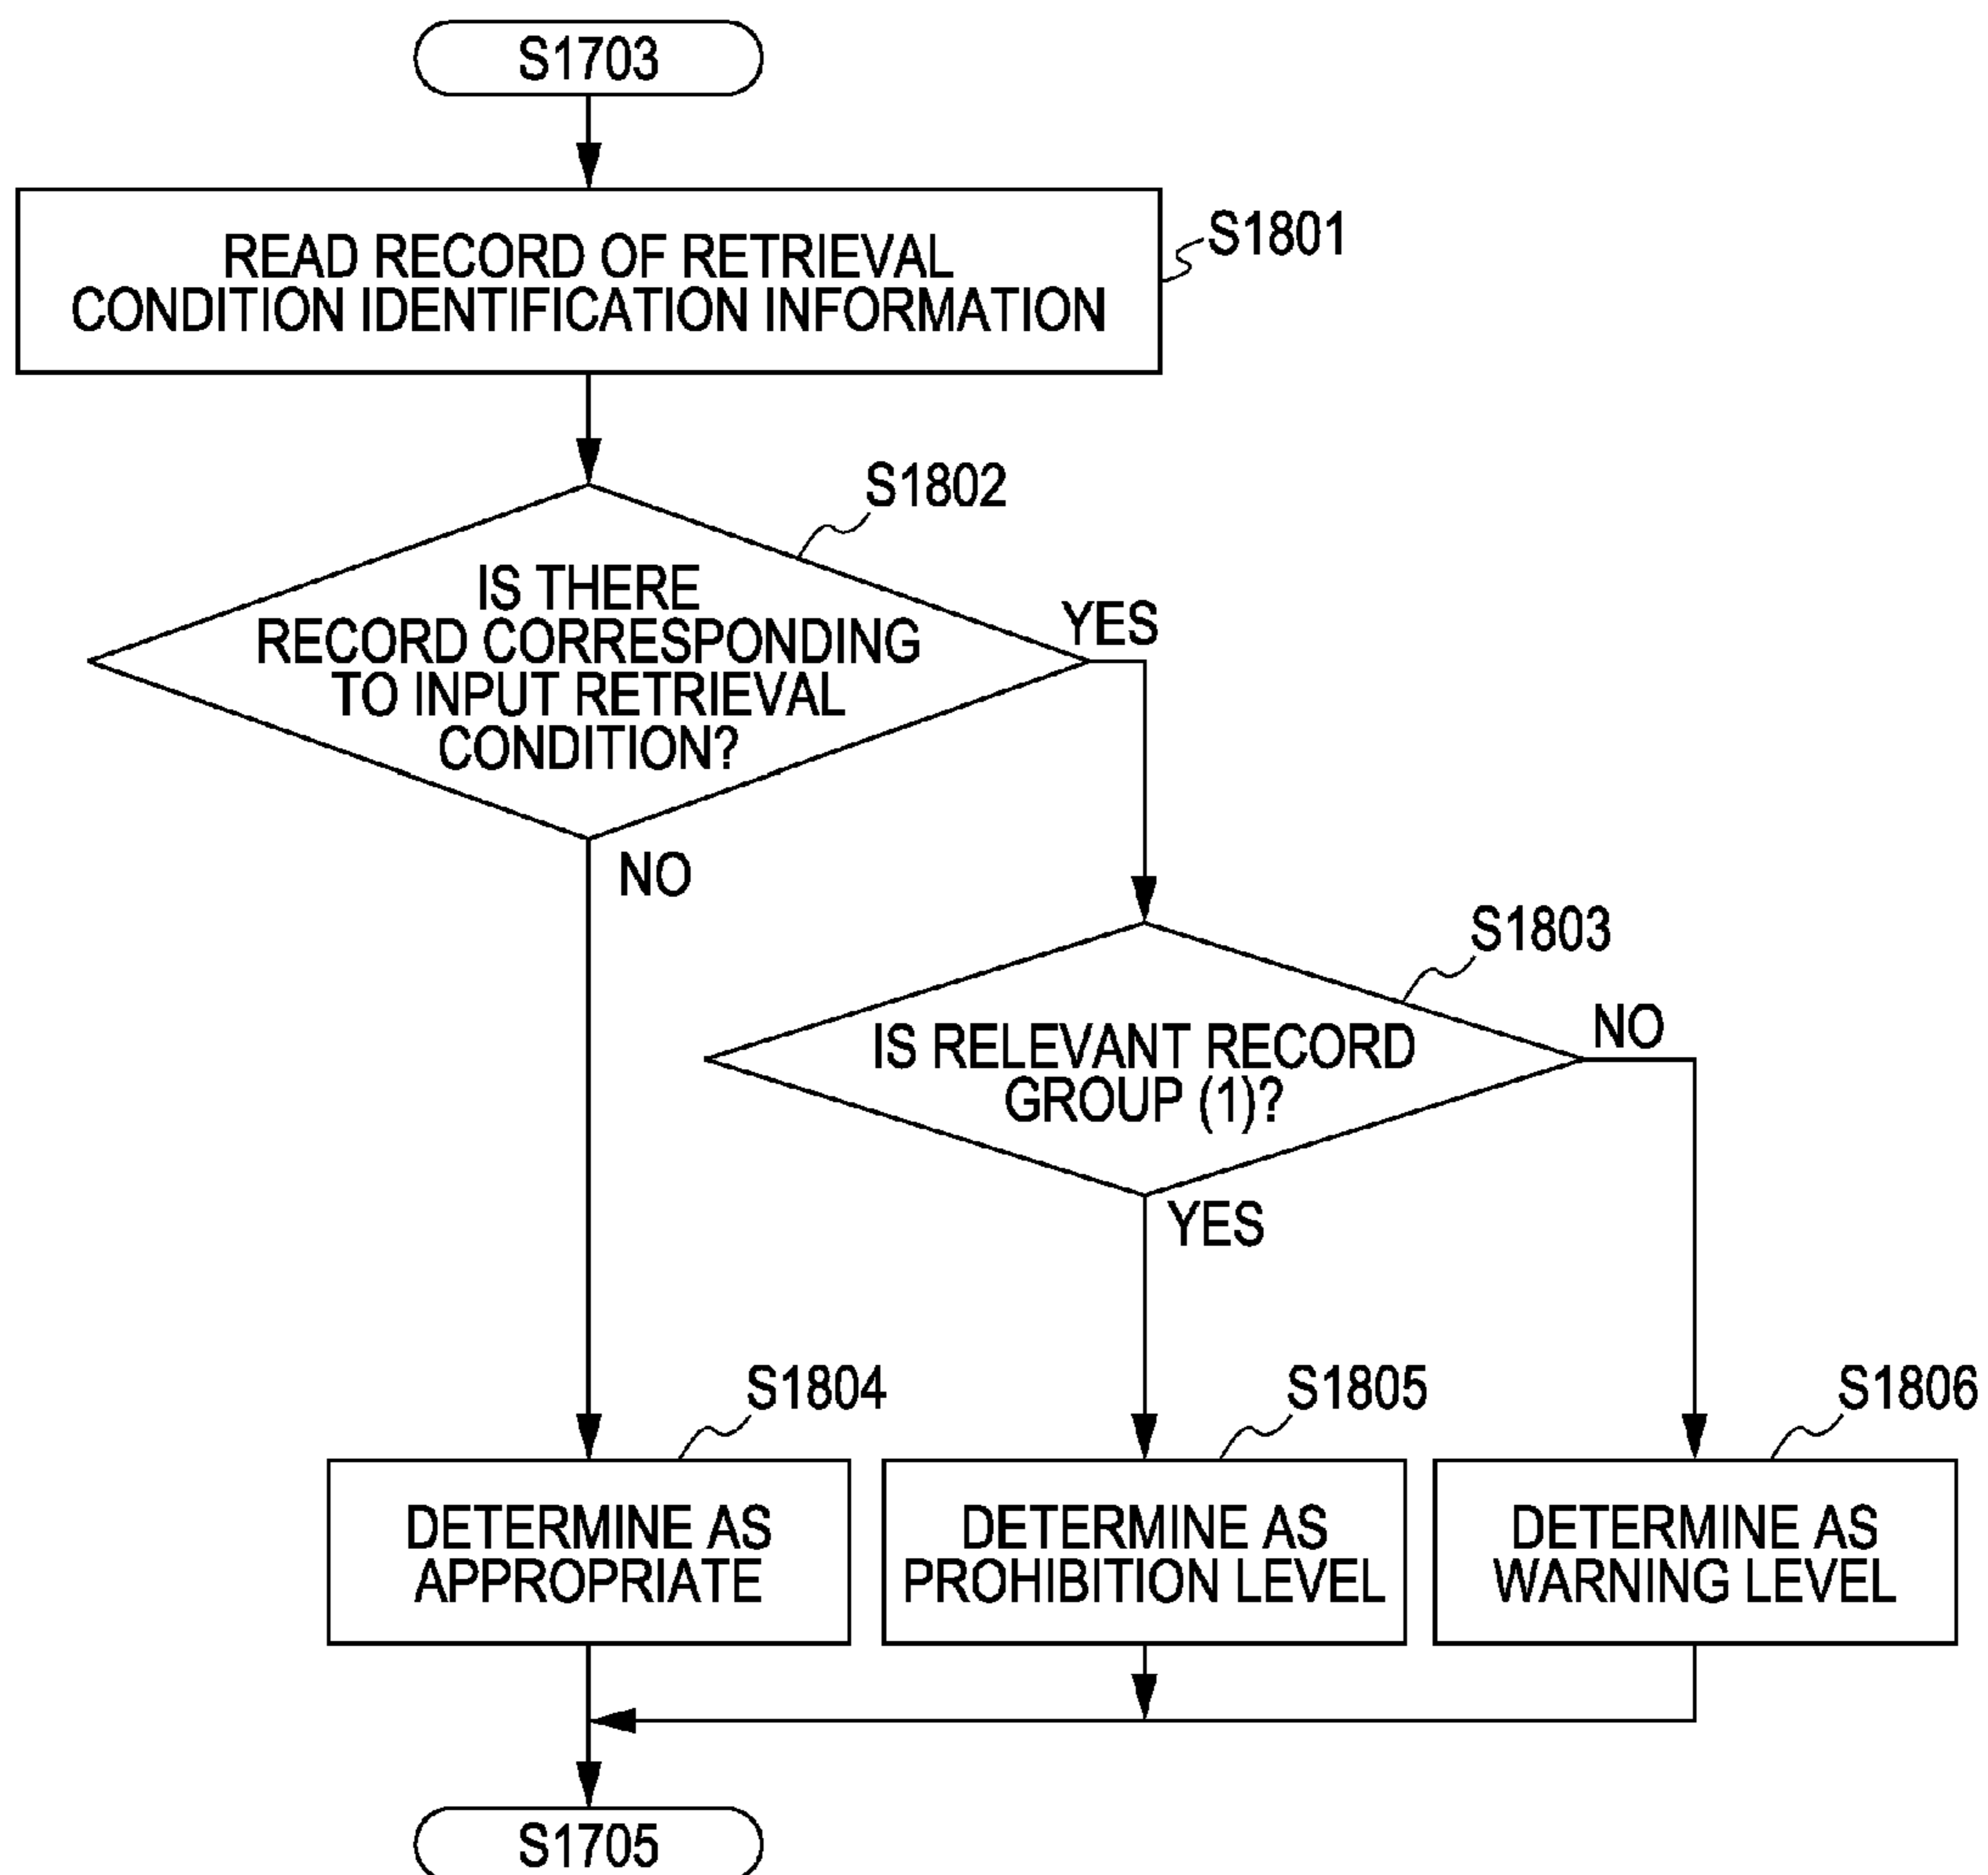 S1703
READ RECORD OF RETRIEVAL
CONDITION IDENTIFICATION INFORMATION
S1801
S1802
IS THERE
RECORD CORRESPONDING
TO INPUT RETRIEVAL
CONDITION?
YES
NO
S1803
IS RELEVANT RECORD
GROUP (1)?
NO
YES
S1804
DETERMINE AS
APPROPRIATE
S1805
DETERMINE AS
PROHIBITION LEVEL
S1806
DETERMINE AS
WARNING LEVEL
S1705